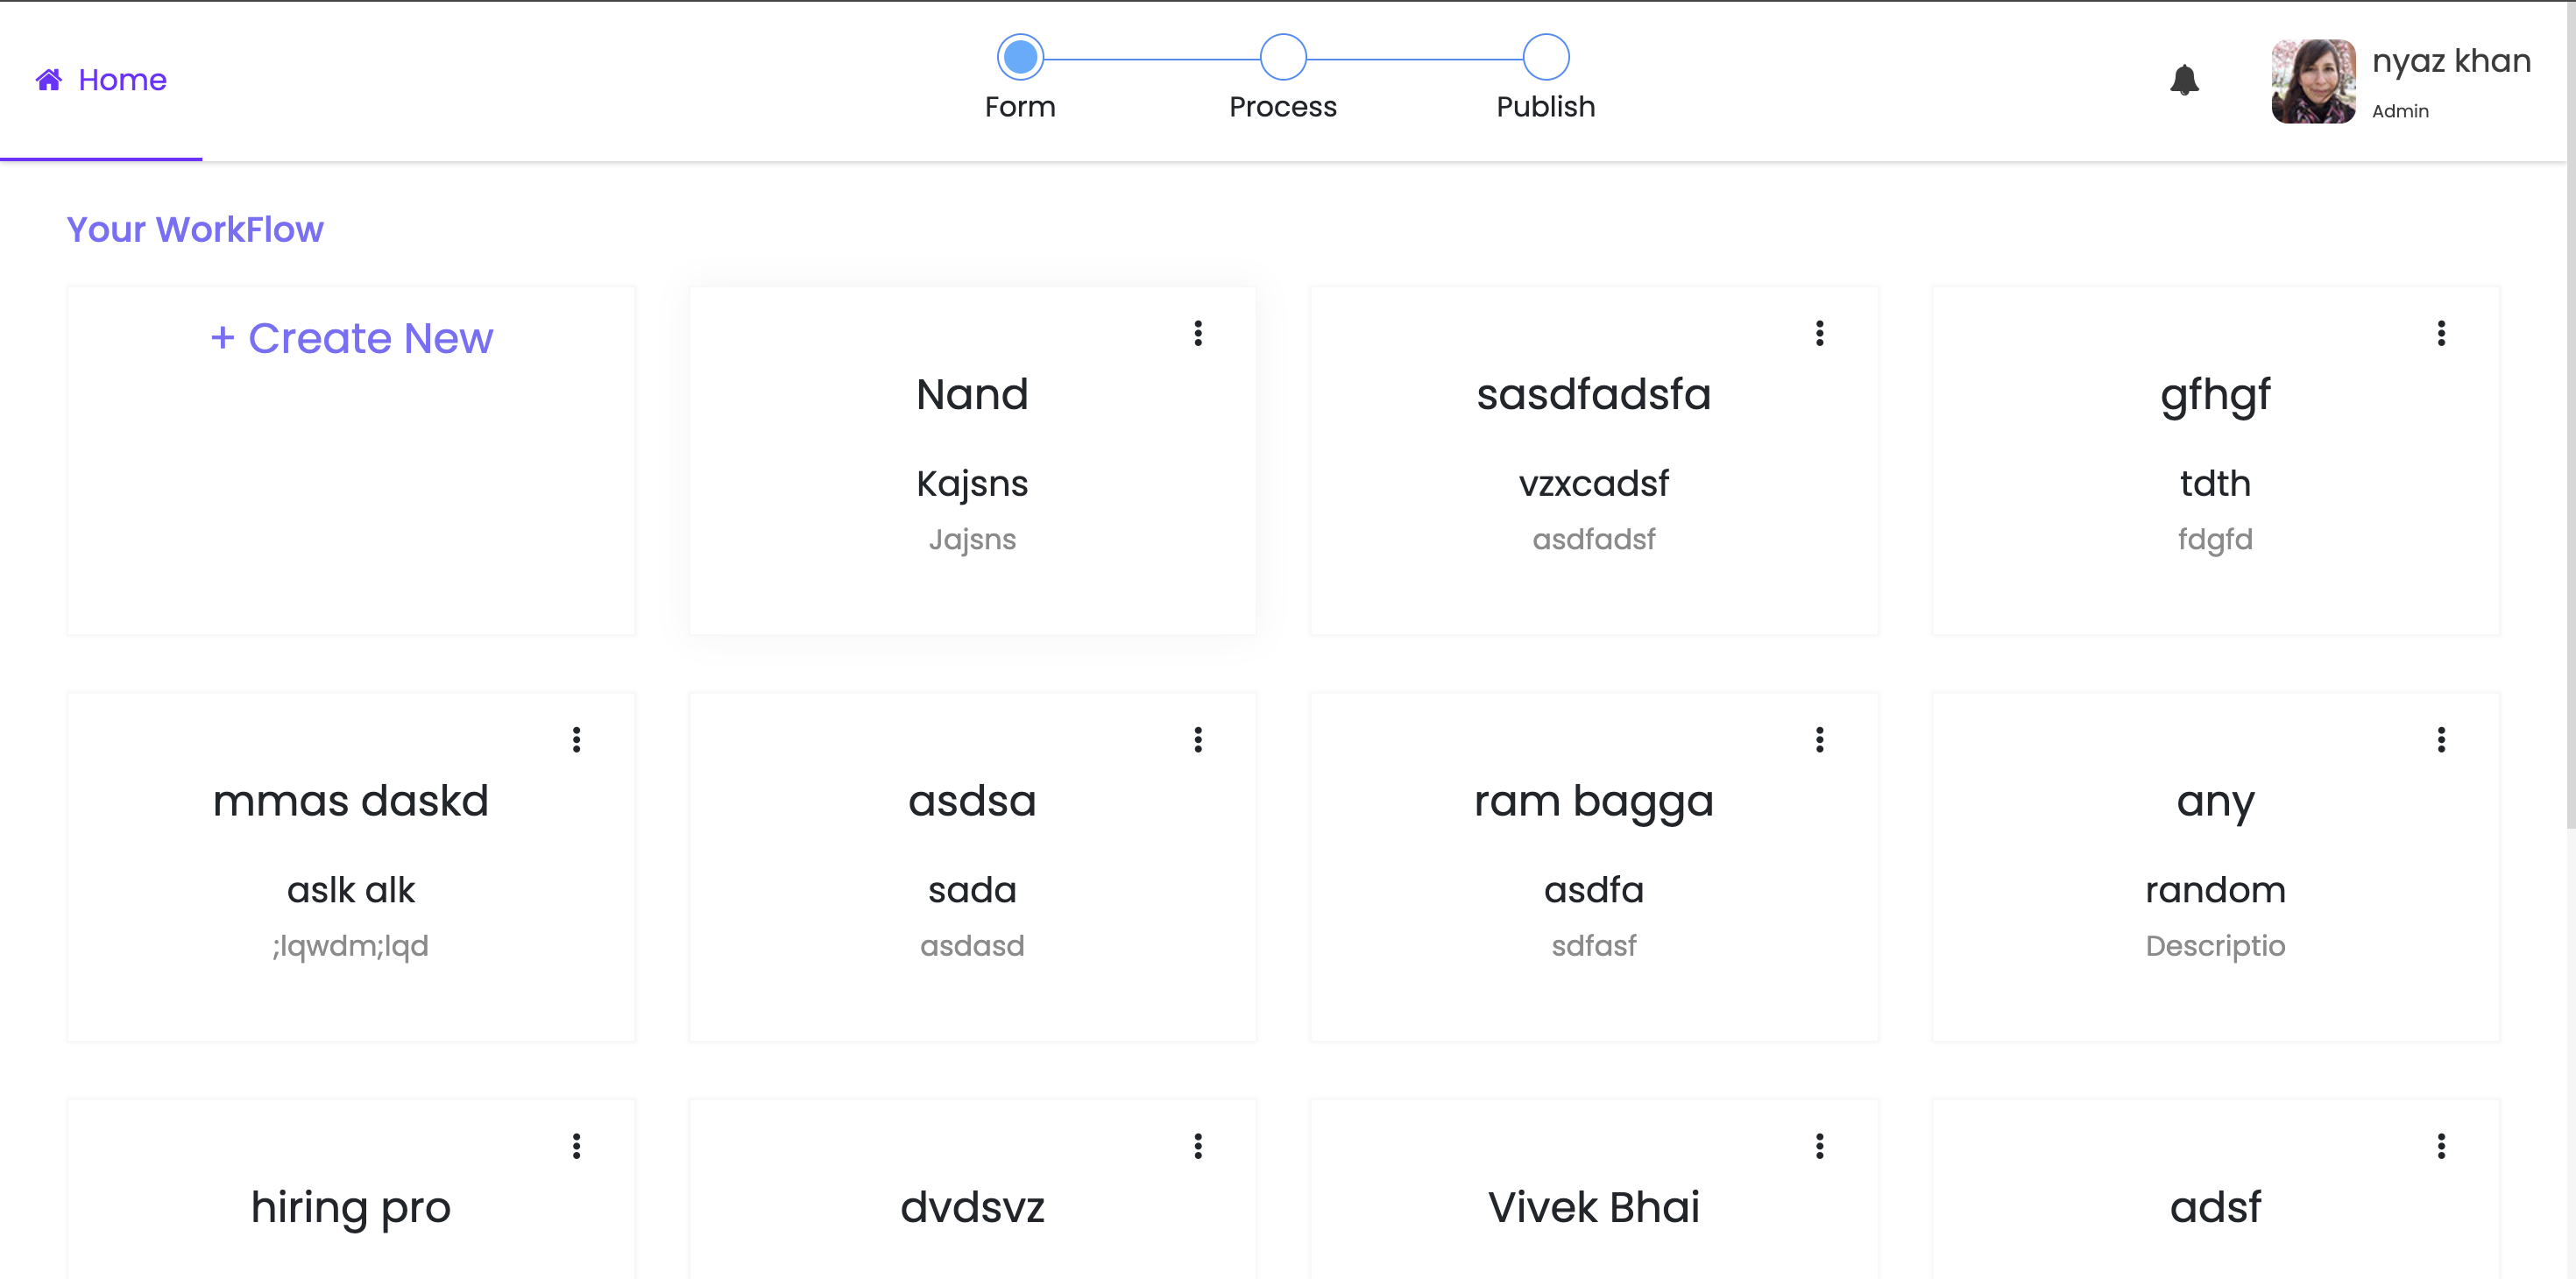 Home
Form
Process
Publish
nyaz khan
Admin
Your WorkFlow
+ Create New
Nand
Kajsns
Jajsns
sasdfadsfa
vzxcadsf
asdfadsf
gfhgf
tdth
fdgfd
mmas daskd
aslk alk
;lqwdm;lqd
asdsa
sada
asdasd
ram bagga
asdfa
sdfasf
any
random
Descriptio
hiring pro
dvdsvz
Vivek Bhai
adsf